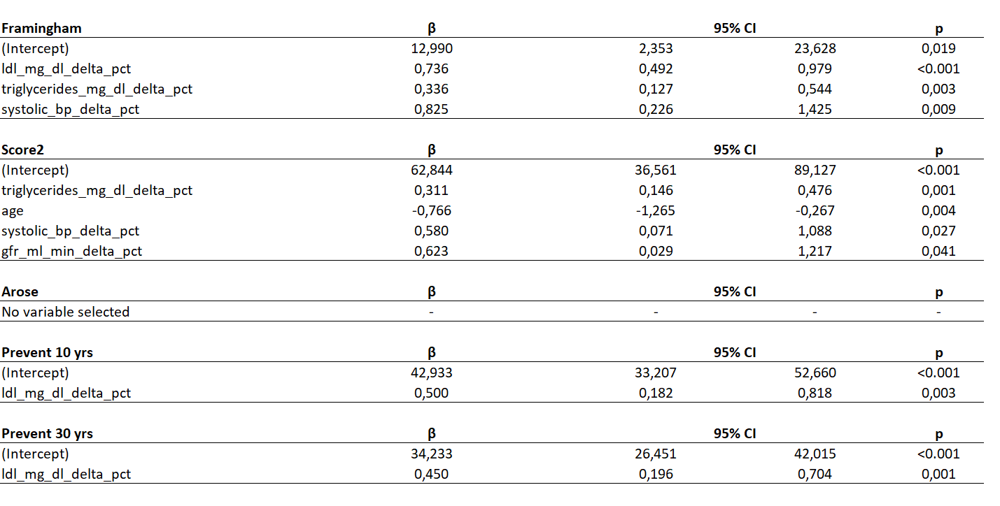 Framingham β 95% CI p
(Intercept) 12,990 2,353 23,628 0,019
ldl_mg_dl_delta_pct 0,736 0,492 0,979 <0.001
triglycerides_mg_dl_delta_pct 0,336 0,127 0,544 0,003
systolic_bp_delta_pct 0,825 0,226 1,425 0,009
Score2 β 95% CI p
(Intercept) 62,844 36,561 89,127 <0.001
triglycerides_mg_dl_delta_pct 0,311 0,146 0,476 0,001
age -0,766 -1,265 -0,267 0,004
systolic_bp_delta_pct 0,580 0,071 1,088 0,027
gfr_ml_min_delta_pct 0,623 0,029 1,217 0,041
Arose β 95% CI p
No variable selected - - - -
Prevent 10 yrs β 95% CI p
(Intercept) 42,933 33,207 52,660 <0.001
ldl_mg_dl_delta_pct 0,500 0,182 0,818 0,003
Prevent 30 yrs β 95% CI p
(Intercept) 34,233 26,451 42,015 <0.001
ldl_mg_dl_delta_pct 0,450 0,196 0,704 0,001